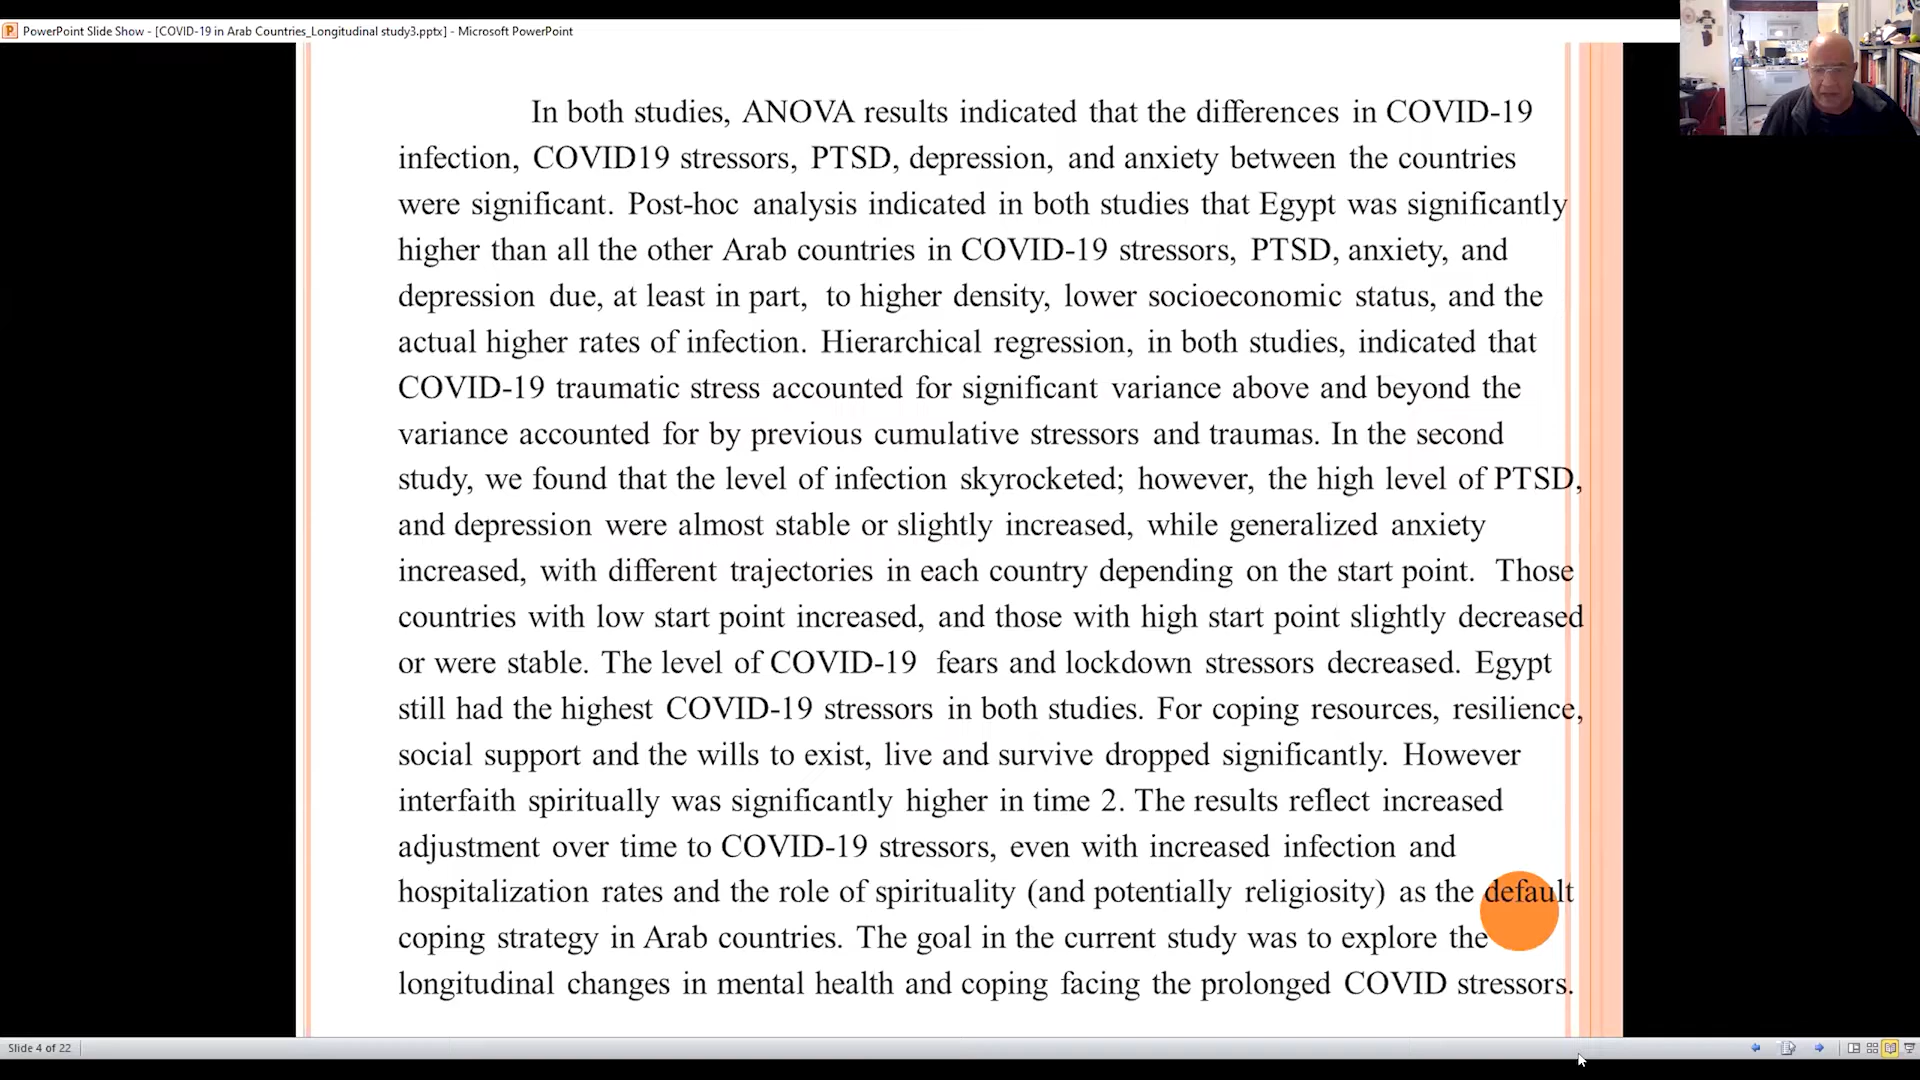 PowerPoint Slide Show - [COVID-19 in Arab Countries_Longitudinal study3.pptx] - Microsoft PowerPoint
In both studies, ANOVA results indicated that the differences in COVID-19
infection, COVID19 stressors, PTSD, depression, and anxiety between the countries
were significant. Post-hoc analysis indicated in both studies that Egypt was significantly
higher than all the other Arab countries in COVID-19 stressors, PTSD, anxiety, and
depression due, at least in part, to higher density, lower socioeconomic status, and the
actual higher rates of infection. Hierarchical regression, in both studies, indicated that
COVID-19 traumatic stress accounted for significant variance above and beyond the
variance accounted for by previous cumulative stressors and traumas. In the second
study, we found that the level of infection skyrocketed; however, the high level of PTSD,
and depression were almost stable or slightly increased, while generalized anxiety
increased, with different trajectories in each country depending on the start point. Those
countries with low start point increased, and those with high start point slightly decreased
or were stable. The level of COVID-19 fears and lockdown stressors decreased. Egypt
still had the highest COVID-19 stressors in both studies. For coping resources, resilience,
social support and the wills to exist, live and survive dropped significantly. However
interfaith spiritually was significantly higher in time 2. The results reflect increased
adjustment over time to COVID-19 stressors, even with increased infection and
hospitalization rates and the role of spirituality (and potentially religiosity) as the default
coping strategy in Arab countries. The goal in the current study was to explore the
longitudinal changes in mental health and coping facing the prolonged COVID stressors.
Slide 4 of 22